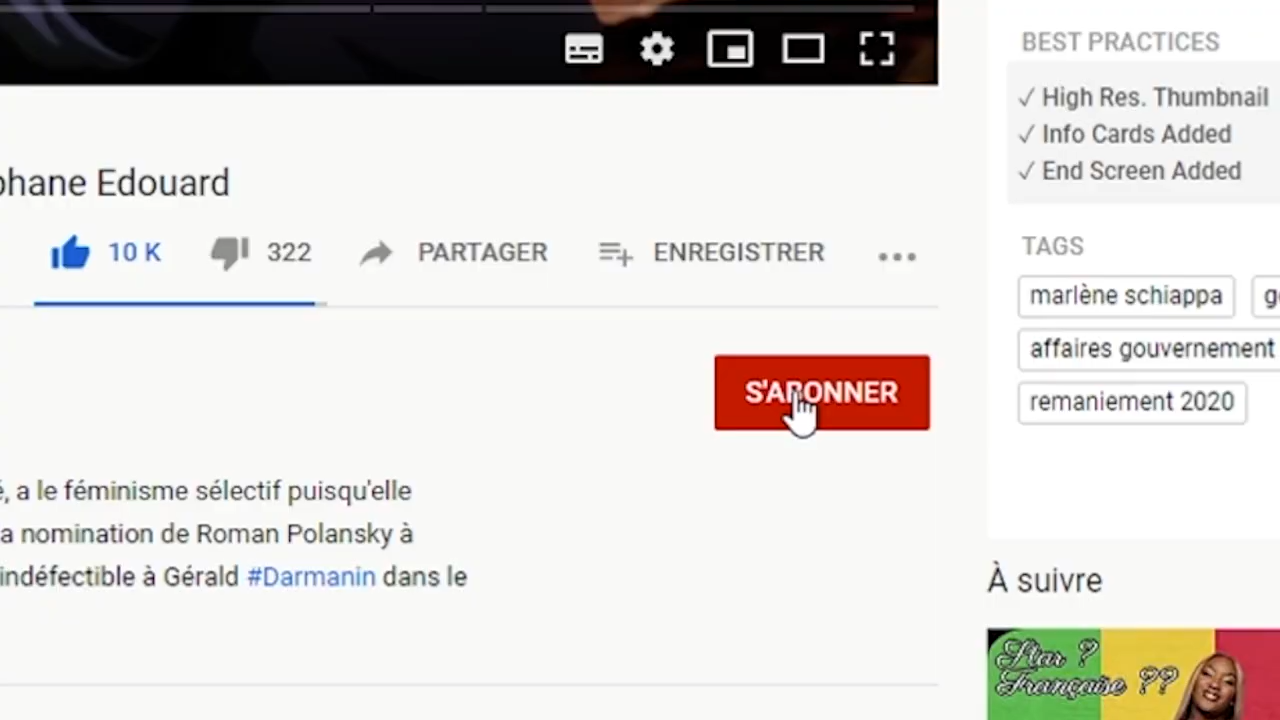 phane Edouard
10 K
322
PARTAGER
ENREGISTRER
S'ABONNER
, a le féminisme sélectif puisqu'elle
a nomination de Roman Polansky à
indéfectible à Gérald #Darmanin dans le
BEST PRACTICES
✓ High Res. Thumbnail
✓ Info Cards Added
✓ End Screen Added
TAGS
marlène schiappa
affaires gouvernement
remaniement 2020
À suivre
Star ?
Française ??